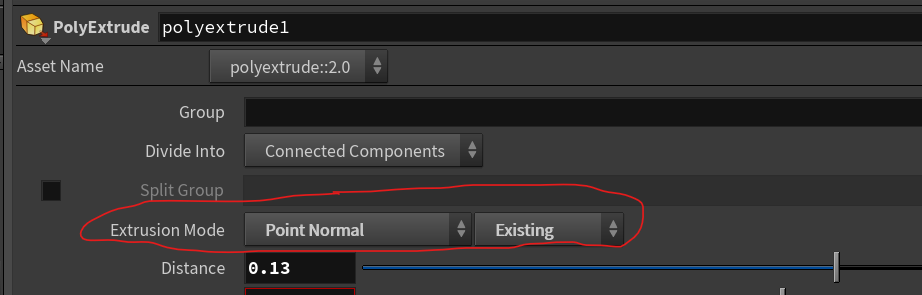 PolyExtrude polyextrude1
Asset Name polyextrude::2.0
Group
Divide Into Connected Components
Split Group
Extrusion Mode Point Normal Existing
Distance 0.13